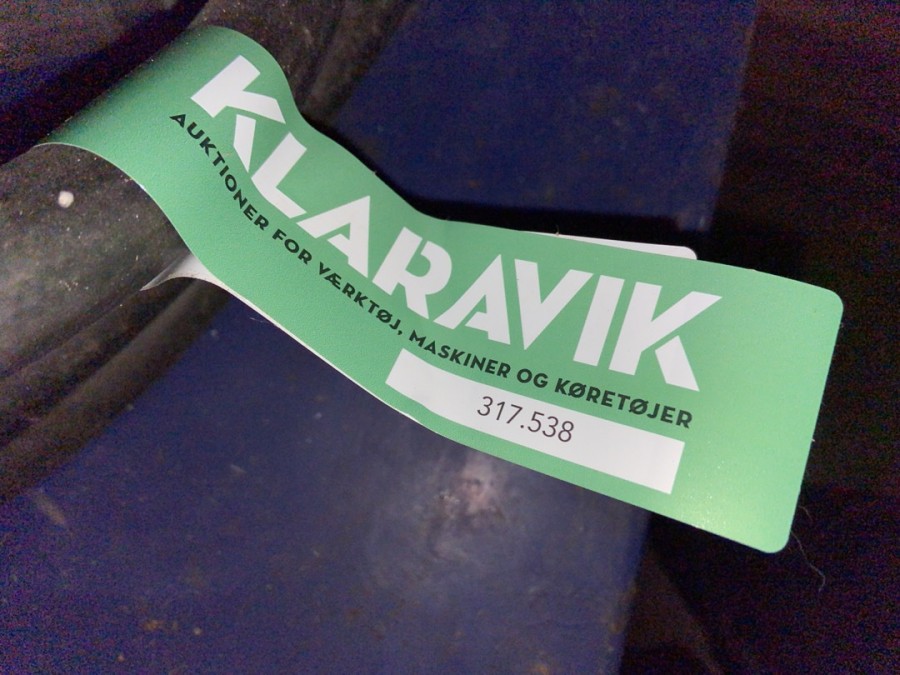 KLARAVIK
AUKTIONER FOR VÆRKTØJ, MASKINER OG KØRETØJER
317.538